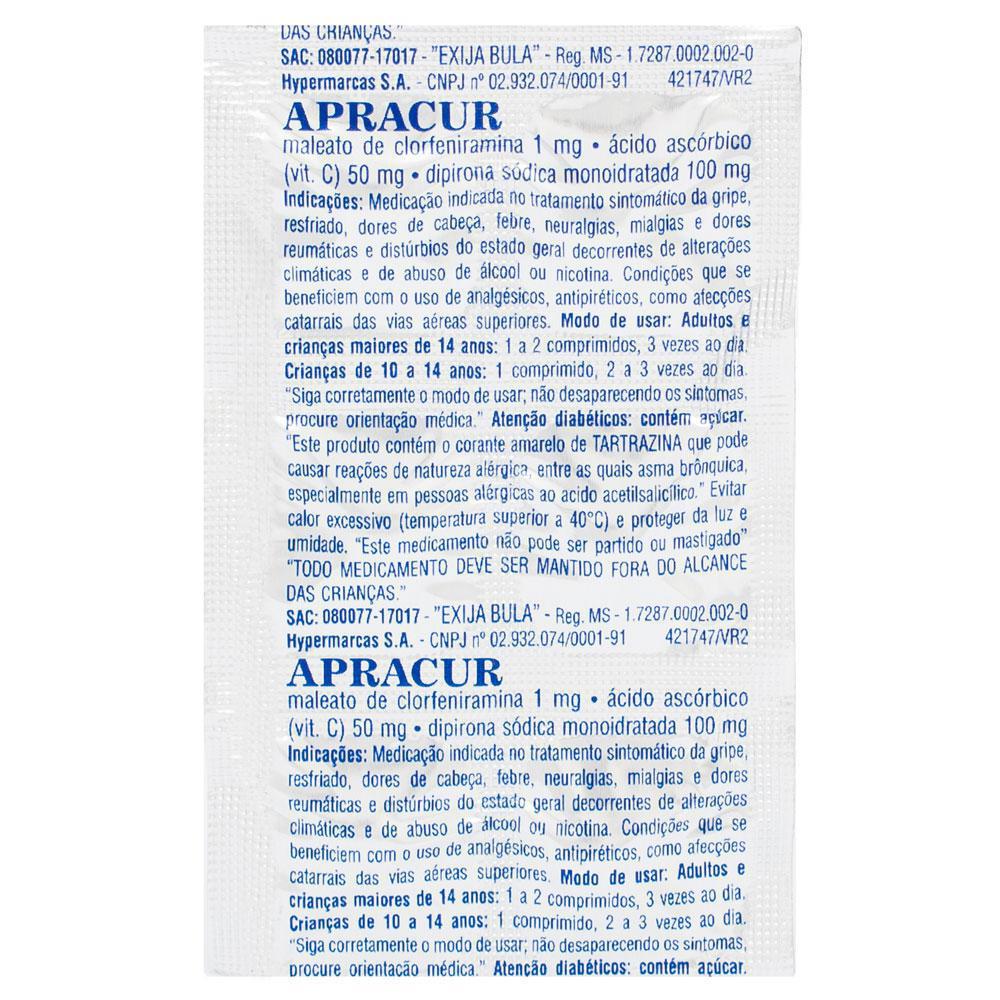 DAS CRIANÇAS."
SAC: 080077-17017 - "EXIJA BULA" - Reg. MS - 1.7287.0002.002-0
Hypermarcas S.A. - CNPJ nº 02.932.074/0001-91 421747/VR2
APRACUR
maleato de clorfeniramina 1 mg • ácido ascórbico
(vit. C) 50 mg • dipirona sódica monoidratada 100 mg
Indicações: Medicação indicada no tratamento sintomático da gripe,
resfriado, dores de cabeça, febre, neuralgias, mialgias e dores
reumáticas e distúrbios do estado geral decorrentes de alterações
climáticas e de abuso de álcool ou nicotina. Condições que se
beneficiem com o uso de analgésicos, antipiréticos, como afecções
catarrais das vias aéreas superiores. Modo de usar: Adultos e
crianças maiores de 14 anos: 1 a 2 comprimidos, 3 vezes ao dia.
Crianças de 10 a 14 anos: 1 comprimido, 2 a 3 vezes ao dia.
"Siga corretamente o modo de usar; não desaparecendo os sintomas,
procure orientação médica." Atenção diabéticos: contém açúcar.
"Este produto contém o corante amarelo de TARTRAZINA que pode
causar reações de natureza alérgica, entre as quais asma brônquica,
especialmente em pessoas alérgicas ao acido acetilsalicílico." Evitar
calor excessivo (temperatura superior a 40°C) e proteger da luz e
umidade. "Este medicamento não pode ser partido ou mastigado"
"TODO MEDICAMENTO DEVE SER MANTIDO FORA DO ALCANCE
DAS CRIANÇAS."
SAC: 080077-17017 - "EXIJA BULA" - Reg. MS - 1.7287.0002.002-0
Hypermarcas S.A. - CNPJ nº 02.932.074/0001-91 421747/VR2
APRACUR
maleato de clorfeniramina 1 mg • ácido ascórbico
(vit. C) 50 mg • dipirona sódica monoidratada 100 mg
Indicações: Medicação indicada no tratamento sintomático da gripe,
resfriado, dores de cabeça, febre, neuralgias, mialgias e dores
reumáticas e distúrbios do estado geral decorrentes de alterações
climáticas e de abuso de álcool ou nicotina. Condições que se
beneficiem com o uso de analgésicos, antipiréticos, como afecções
catarrais das vias aéreas superiores. Modo de usar: Adultos e
crianças maiores de 14 anos: 1 a 2 comprimidos, 3 vezes ao dia.
Crianças de 10 a 14 anos: 1 comprimido, 2 a 3 vezes ao dia.
"Siga corretamente o modo de usar; não desaparecendo os sintomas,
procure orientação médica." Atenção diabéticos: contém açúcar.